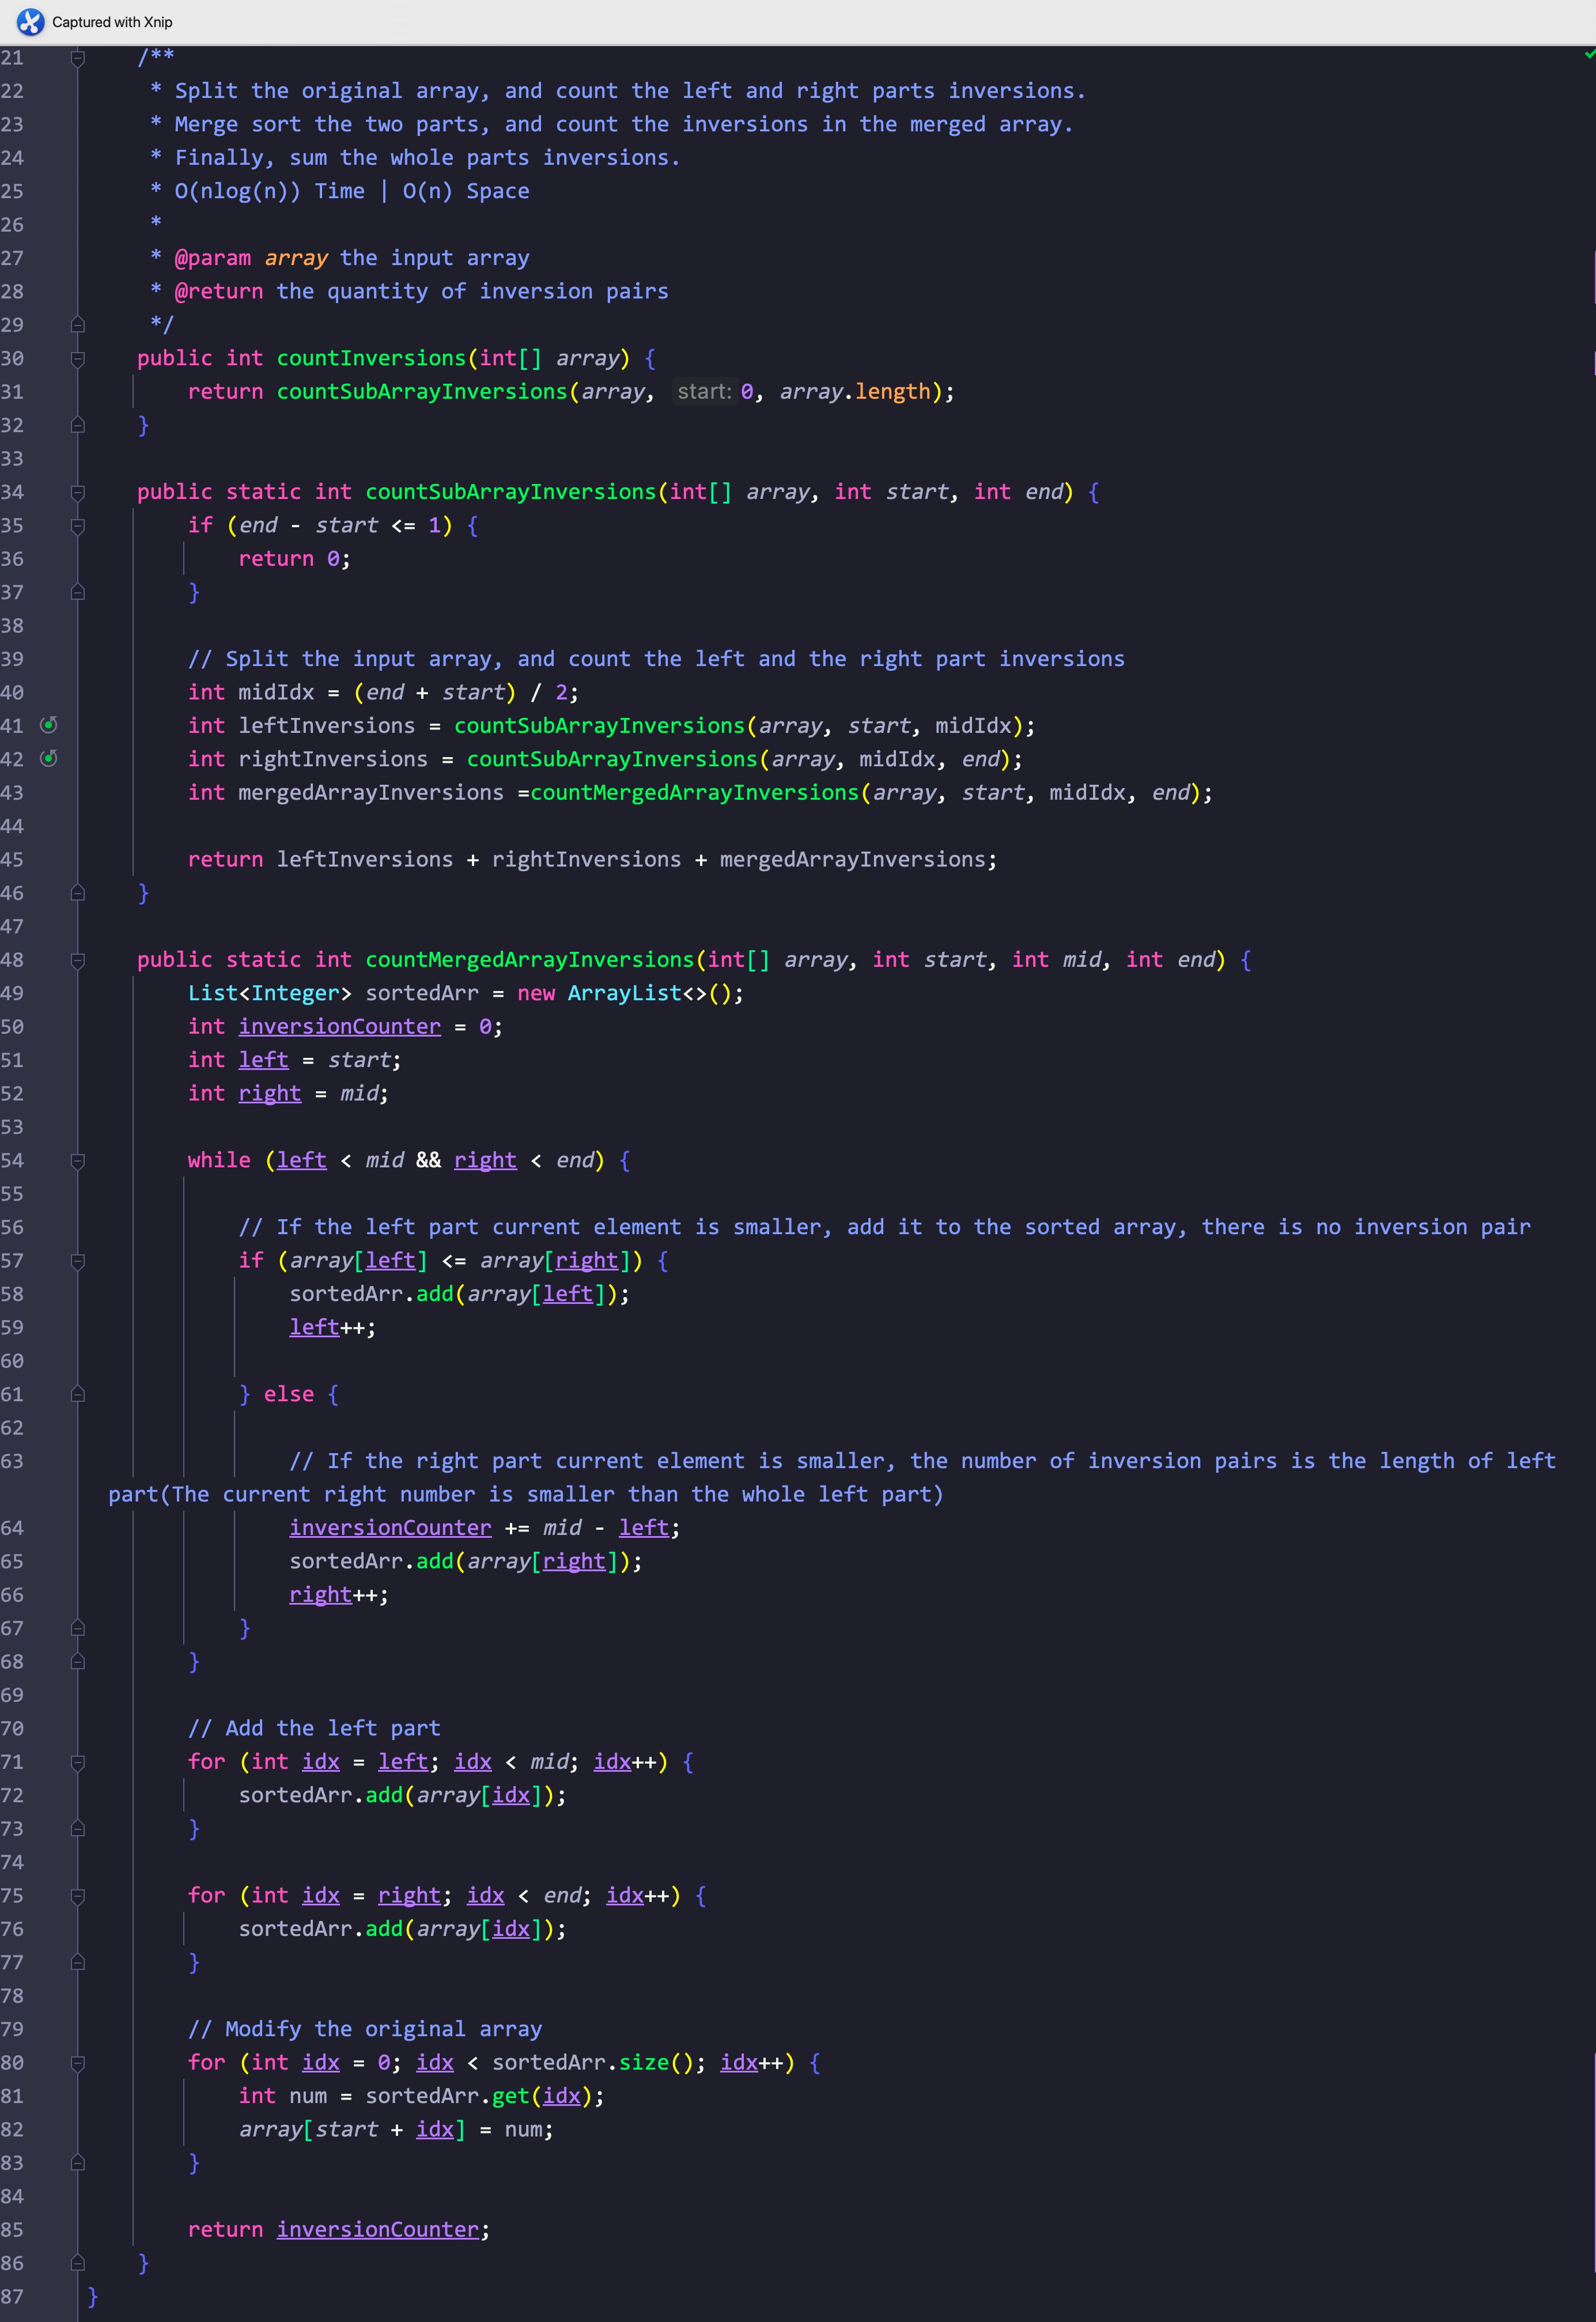 Captured with Xnip
21 /**
22 * Split the original array, and count the left and right parts inversions.
23 * Merge sort the two parts, and count the inversions in the merged array.
24 * Finally, sum the whole parts inversions.
25 * O(nlog(n)) Time | O(n) Space
26 *
27 * @param array the input array
28 * @return the quantity of inversion pairs
29 */
30 public int countInversions(int[] array) {
31 return countSubArrayInversions(array, start: 0, array.length);
32 }
33
34 public static int countSubArrayInversions(int[] array, int start, int end) {
35 if (end - start <= 1) {
36 return 0;
37 }
38
39 // Split the input array, and count the left and the right part inversions
40 int midIdx = (end + start) / 2;
41 int leftInversions = countSubArrayInversions(array, start, midIdx);
42 int rightInversions = countSubArrayInversions(array, midIdx, end);
43 int mergedArrayInversions =countMergedArrayInversions(array, start, midIdx, end);
44
45 return leftInversions + rightInversions + mergedArrayInversions;
46 }
47
48 public static int countMergedArrayInversions(int[] array, int start, int mid, int end) {
49 List<Integer> sortedArr = new ArrayList<>();
50 int inversionCounter = 0;
51 int left = start;
52 int right = mid;
53
54 while (left < mid && right < end) {
55
56 // If the left part current element is smaller, add it to the sorted array, there is no inversion pair
57 if (array[left] <= array[right]) {
58 sortedArr.add(array[left]);
59 left++;
60
61 } else {
62
63 // If the right part current element is smaller, the number of inversion pairs is the length of left
part(The current right number is smaller than the whole left part)
64 inversionCounter += mid - left;
65 sortedArr.add(array[right]);
66 right++;
67 }
68 }
69
70 // Add the left part
71 for (int idx = left; idx < mid; idx++) {
72 sortedArr.add(array[idx]);
73 }
74
75 for (int idx = right; idx < end; idx++) {
76 sortedArr.add(array[idx]);
77 }
78
79 // Modify the original array
80 for (int idx = 0; idx < sortedArr.size(); idx++) {
81 int num = sortedArr.get(idx);
82 array[start + idx] = num;
83 }
84
85 return inversionCounter;
86 }
87 }